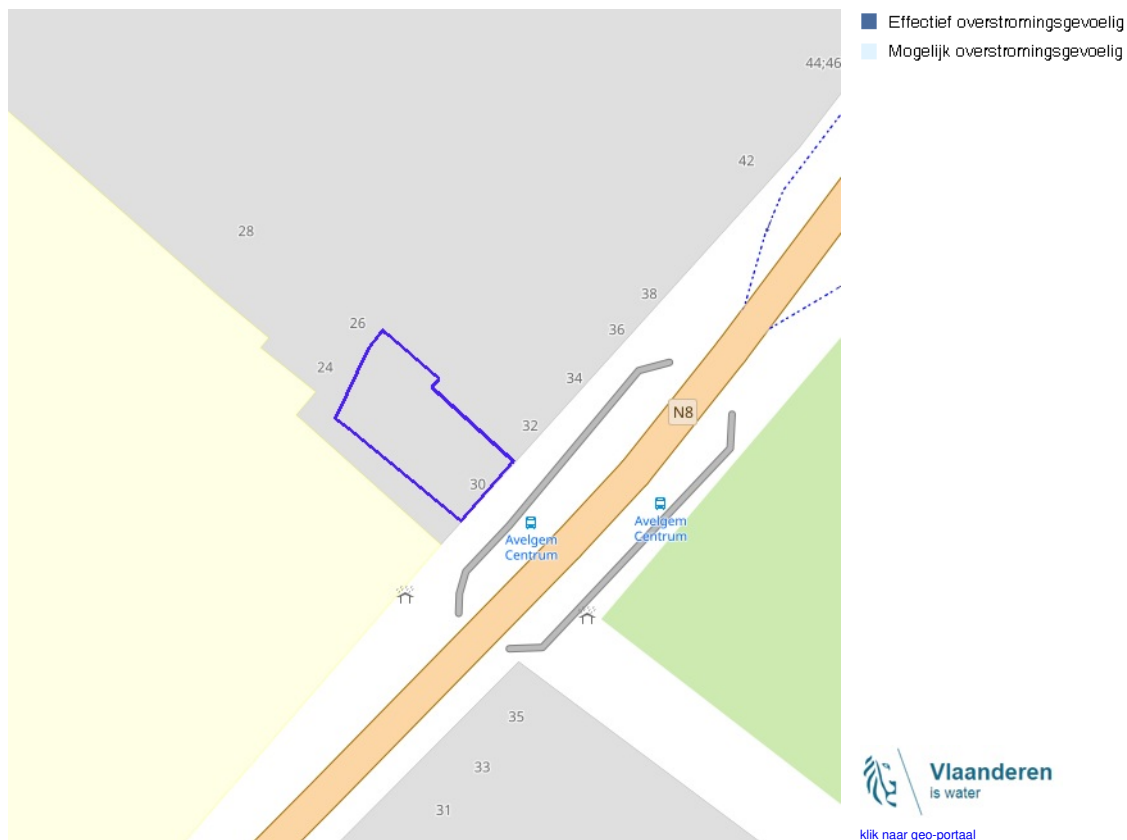 Effectief overstromingsgevoelig
Mogelijk overstromingsgevoelig
44;46
42
28
38
26
36
24
34
N8
32
30
Avelgem
Centrum
Avelgem
Centrum
35
33
31
Vlaanderen
is water
klik naar geo-portaal